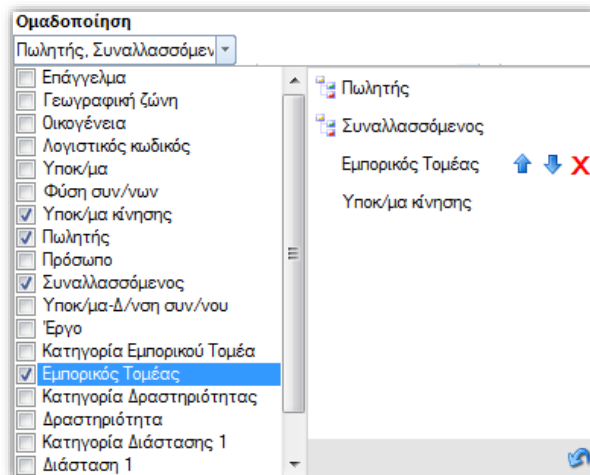 Ομαδοποίηση
Πωλητής, Συναλλασσόμεν
Επάγγελμα
Γεωγραφική ζώνη
Οικογένεια
Λογιστικός κωδικός
Υποκ/μα
Φύση συν/νων
Υποκ/μα κίνησης
Πωλητής
Πρόσωπο
Συναλλασσόμενος
Υποκ/μα-Δ/νση συν/νου
Έργο
Κατηγορία Εμπορικού Τομέα
Εμπορικός Τομέας
Κατηγορία Δραστηριότητας
Δραστηριότητα
Κατηγορία Διάστασης 1
Διάσταση 1
Πωλητής
Συναλλασσόμενος
Εμπορικός Τομέας
Υποκ/μα κίνησης